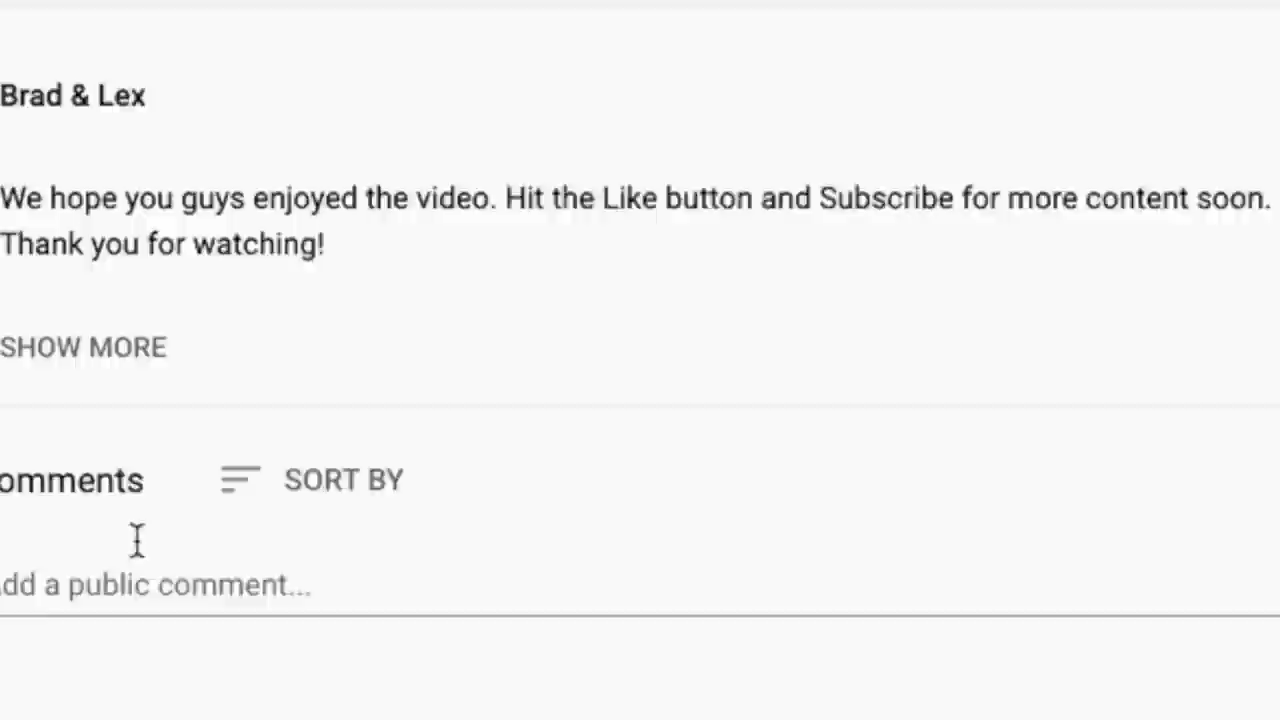 Brad & Lex
We hope you guys enjoyed the video. Hit the Like button and Subscribe for more content soon.
Thank you for watching!
SHOW MORE
omments SORT BY
dd a public comment...